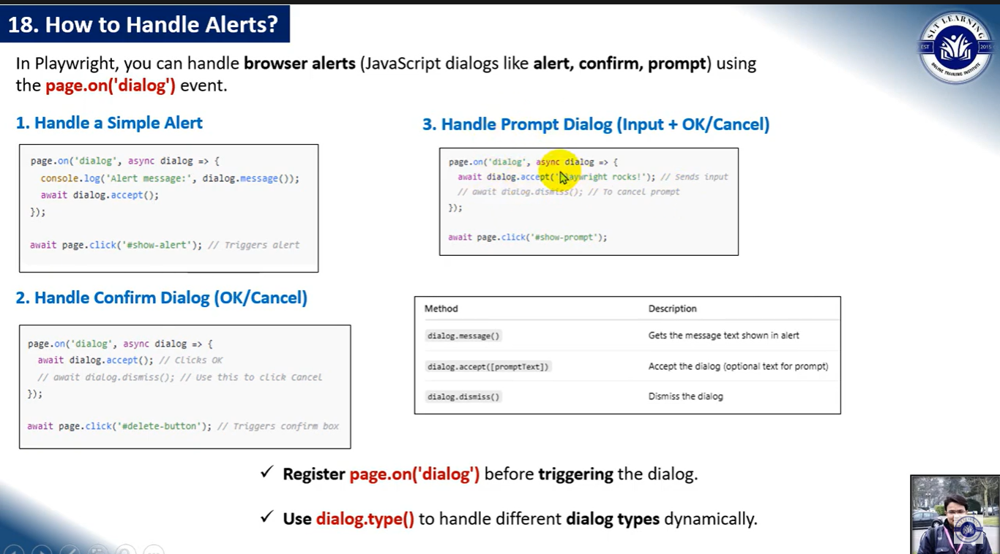 18. How to Handle Alerts?
SLT LEARNING
EST
2015
ONLINE TRAINING INSTITUTE
In Playwright, you can handle browser alerts (JavaScript dialogs like alert, confirm, prompt) using
the page.on('dialog') event.
1. Handle a Simple Alert
page.on('dialog', async dialog => {
console.log('Alert message:', dialog.message());
await dialog.accept();
});
await page.click('#show-alert'); // Triggers alert
2. Handle Confirm Dialog (OK/Cancel)
page.on('dialog', async dialog => {
await dialog.accept(); // Clicks OK
// await dialog.dismiss(); // Use this to click Cancel
});
await page.click('#delete-button'); // Triggers confirm box
3. Handle Prompt Dialog (Input + OK/Cancel)
page.on('dialog', async dialog => {
await dialog.accept('Playwright rocks!'); // Sends input
// await dialog.dismiss(); // To cancel prompt
});
await page.click('#show-prompt');
Method Description
dialog.message() Gets the message text shown in alert
dialog.accept([promptText]) Accept the dialog (optional text for prompt)
dialog.dismiss() Dismiss the dialog
✓ Register page.on('dialog') before triggering the dialog.
✓ Use dialog.type() to handle different dialog types dynamically.